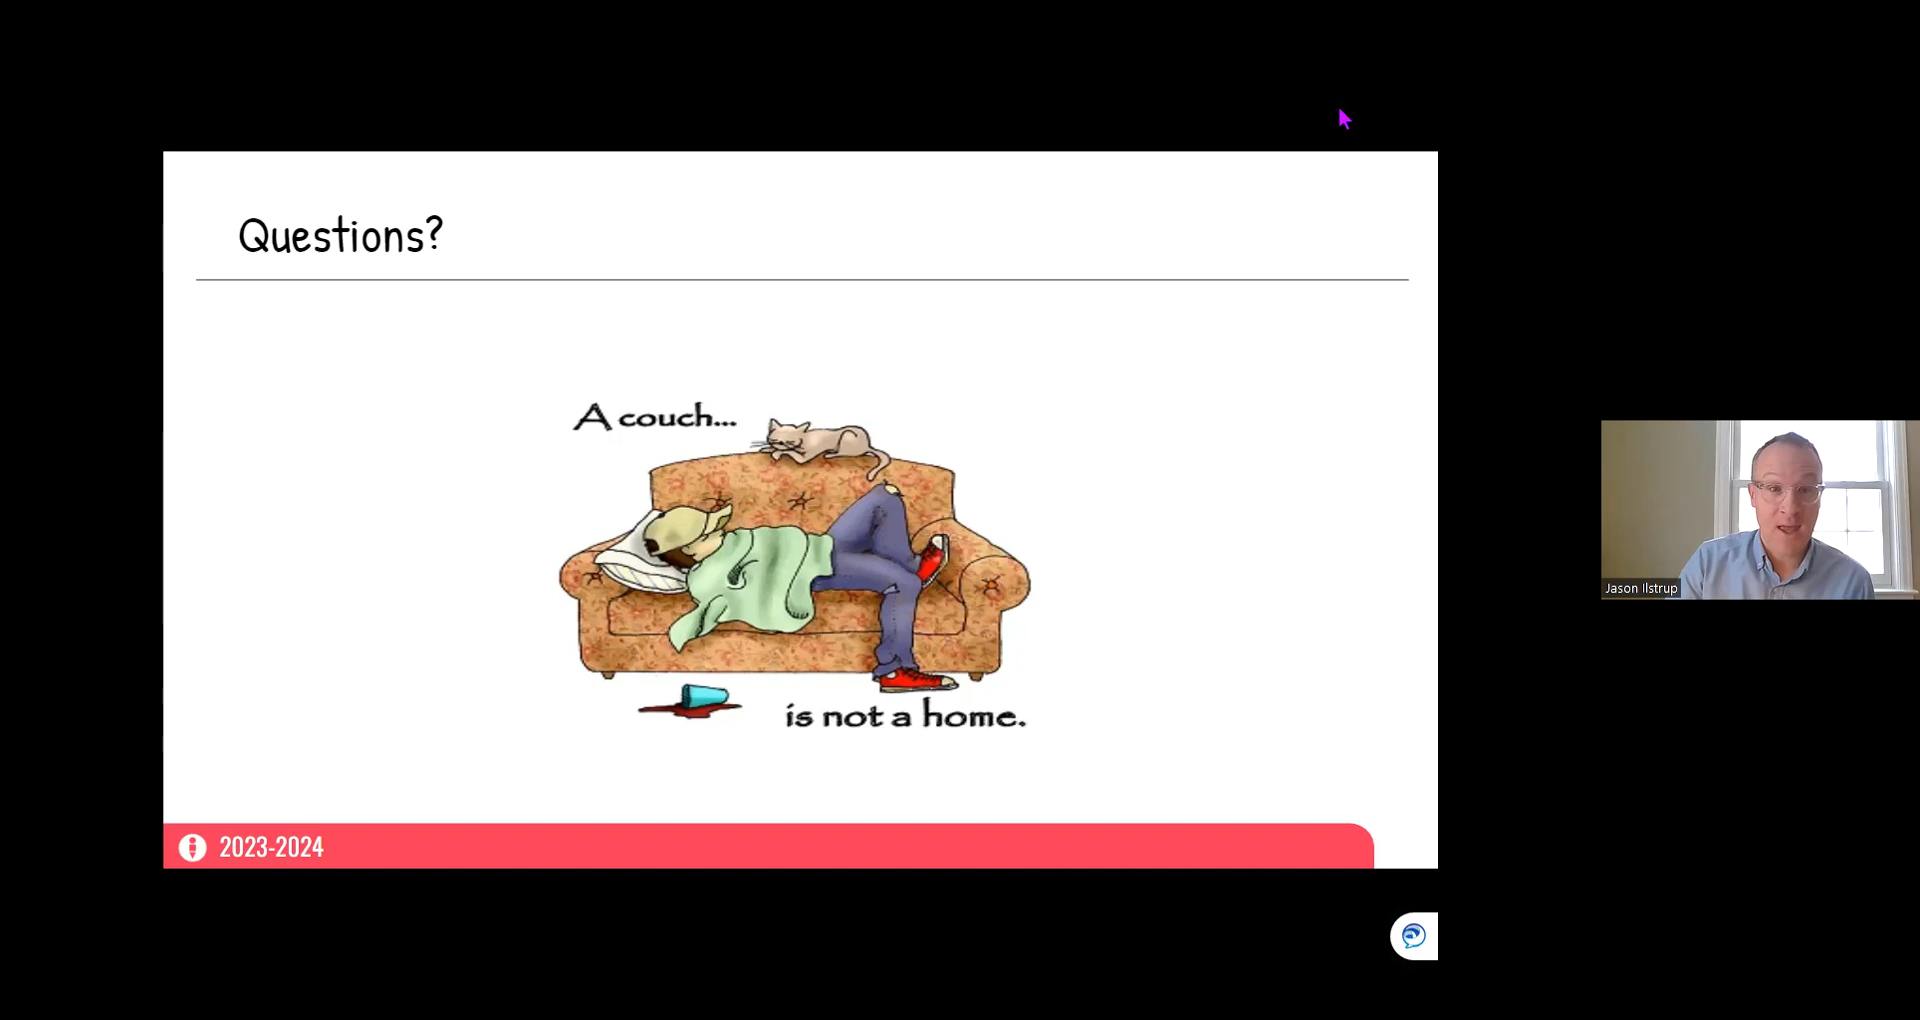 Questions?
A couch...
is not a home.
Jason Ilstrup
2023-2024